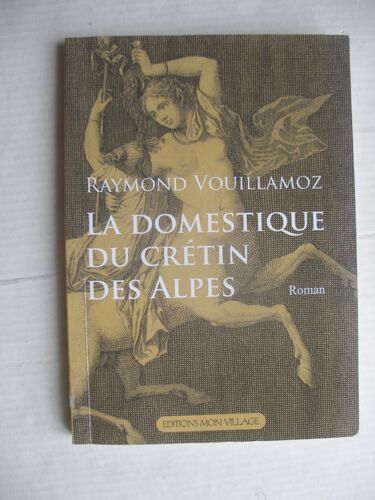 RAYMOND VOUILLAMOZ
LA DOMESTIQUE
DU CRÉTIN
DES ALPES
Roman
EDITIONS MON VILLAGE